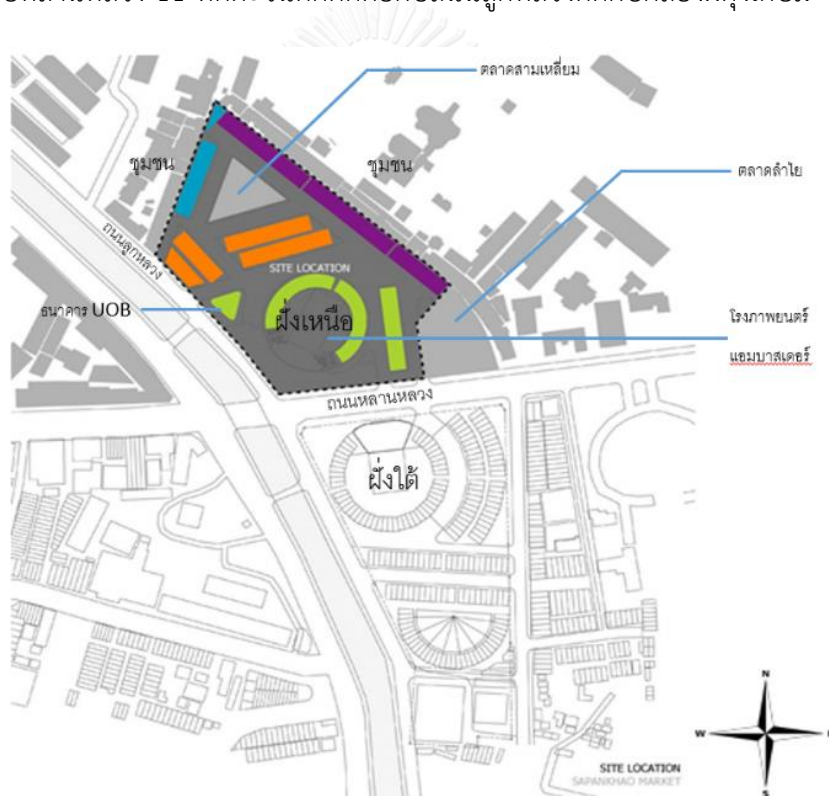 ตลาดสามเหลี่ยม
ชุมชน
ชุมชน
ตลาดลำไย
ถนนลูกหลวง
SITE LOCATION
ธนาคาร UOB
ฝั่งเหนือ
โรงภาพยนตร์
แอมบาสเดอร์
ถนนหลานหลวง
ฝั่งใต้
N
W
S
SITE LOCATION
SAPANKHAO MARKET